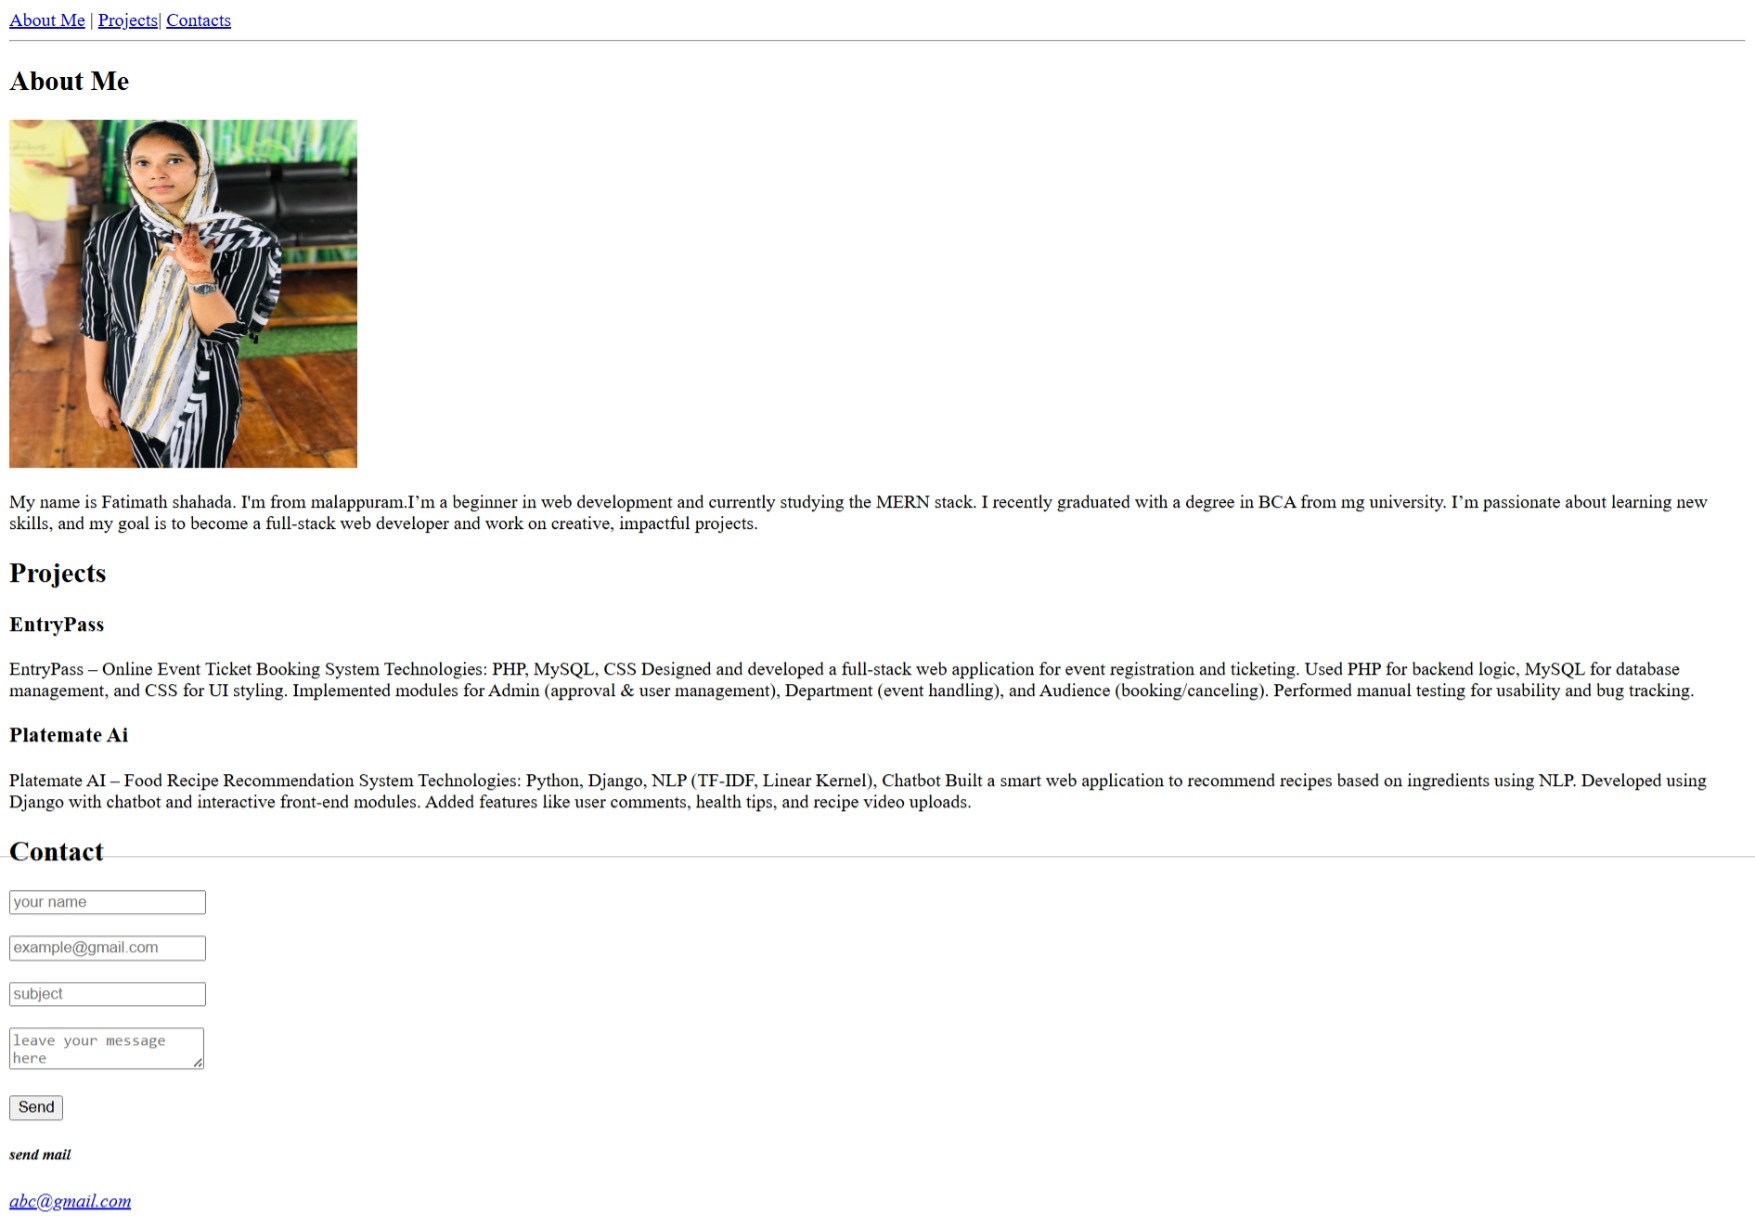 About Me | Projects| Contacts
About Me
My name is Fatimath shahada. I'm from malappuram.I’m a beginner in web development and currently studying the MERN stack. I recently graduated with a degree in BCA from mg university. I’m passionate about learning new
skills, and my goal is to become a full-stack web developer and work on creative, impactful projects.
Projects
EntryPass
EntryPass – Online Event Ticket Booking System Technologies: PHP, MySQL, CSS Designed and developed a full-stack web application for event registration and ticketing. Used PHP for backend logic, MySQL for database
management, and CSS for UI styling. Implemented modules for Admin (approval & user management), Department (event handling), and Audience (booking/canceling). Performed manual testing for usability and bug tracking.
Platemate Ai
Platemate AI – Food Recipe Recommendation System Technologies: Python, Django, NLP (TF-IDF, Linear Kernel), Chatbot Built a smart web application to recommend recipes based on ingredients using NLP. Developed using
Django with chatbot and interactive front-end modules. Added features like user comments, health tips, and recipe video uploads.
Contact
your name
example@gmail.com
subject
leave your message
here
Send
send mail
abc@gmail.com